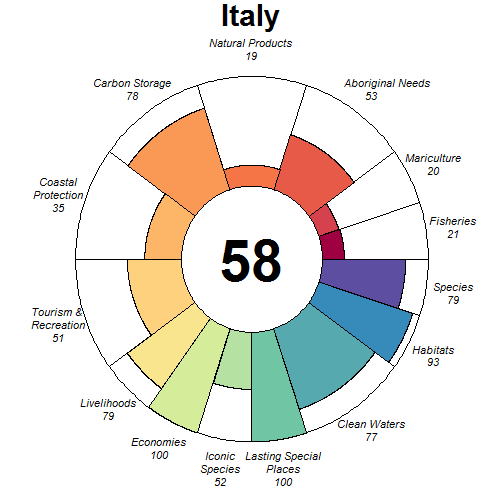 Italy
Natural Products
19
Carbon Storage
78
Aboriginal Needs
53
Mariculture
20
Coastal
Protection
35
Fisheries
21
58
Species
79
Tourism &
Recreation
51
Habitats
93
Livelihoods
79
Clean Waters
77
Economies
100
Iconic
Species
52
Lasting Special
Places
100